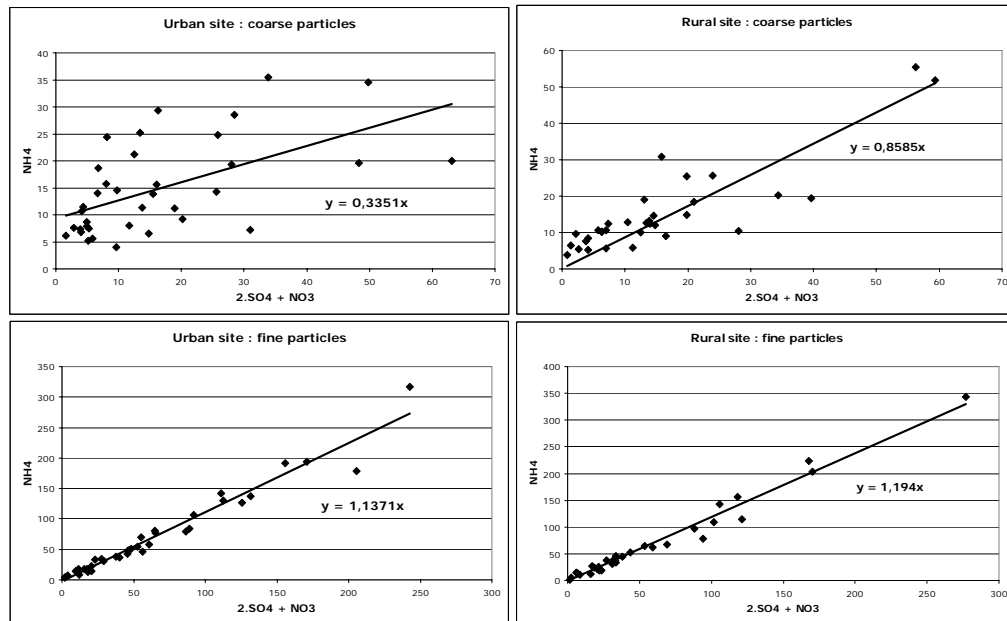 Urban site : coarse particles
NH4
40
35
30
25
20
15
10
5
0
y = 0,3351x
0 10 20 30 40 50 60 70
2.SO4 + NO3
Rural site : coarse particles
NH4
60
50
40
30
20
10
0
y = 0,8585x
0 10 20 30 40 50 60 70
2.SO4 + NO3
Urban site : fine particles
NH4
350
300
250
200
150
100
50
0
y = 1,1371x
0 50 100 150 200 250 300
2.SO4 + NO3
Rural site : fine particles
NH4
400
350
300
250
200
150
100
50
0
y = 1,194x
0 50 100 150 200 250 300
2.SO4 + NO3